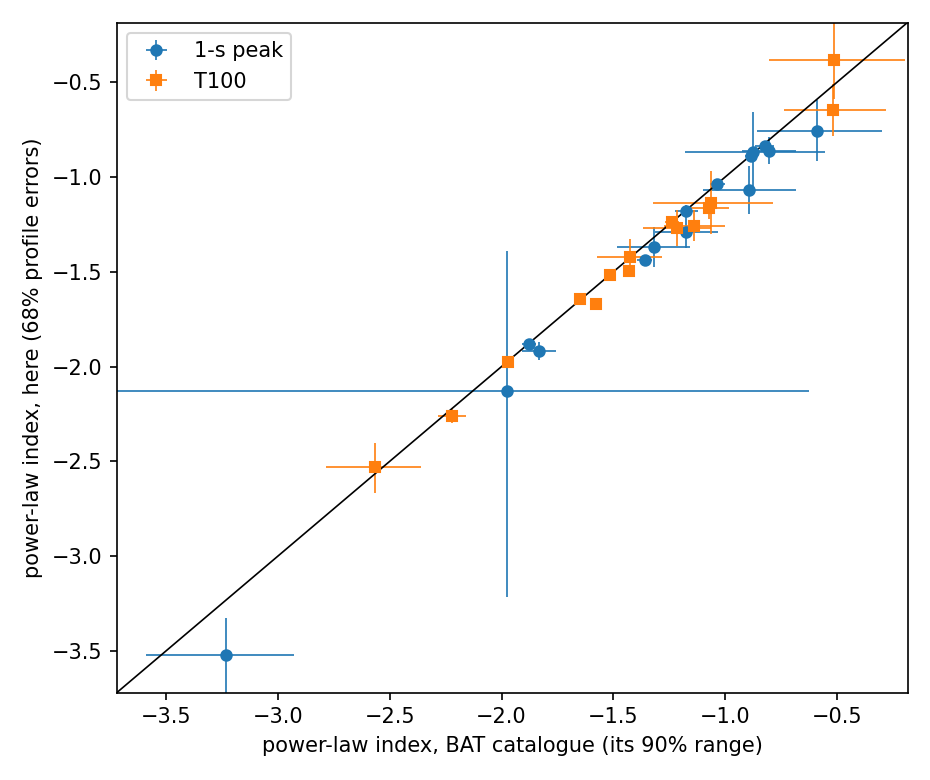 1-s peak
T100
−0.5
−1.0
−1.5
−2.0
−2.5
−3.0
−3.5
power-law index, here (68% profile errors)
−3.5 −3.0 −2.5 −2.0 −1.5 −1.0 −0.5
power-law index, BAT catalogue (its 90% range)